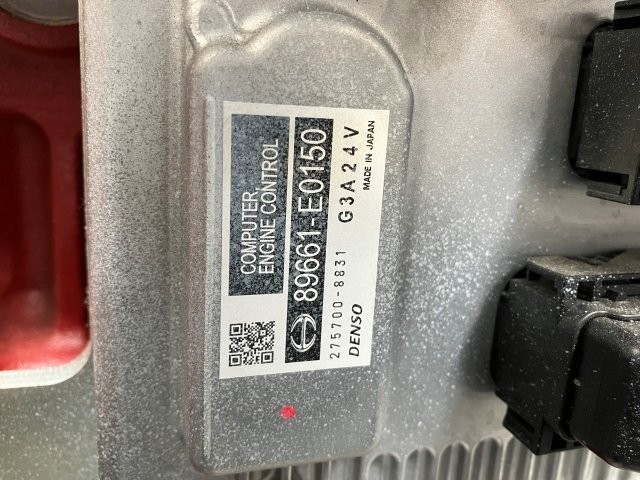 COMPUTER,
ENGINE CONTROL
89661-E0150
275700-8831 G3A24V
DENSO MADE IN JAPAN